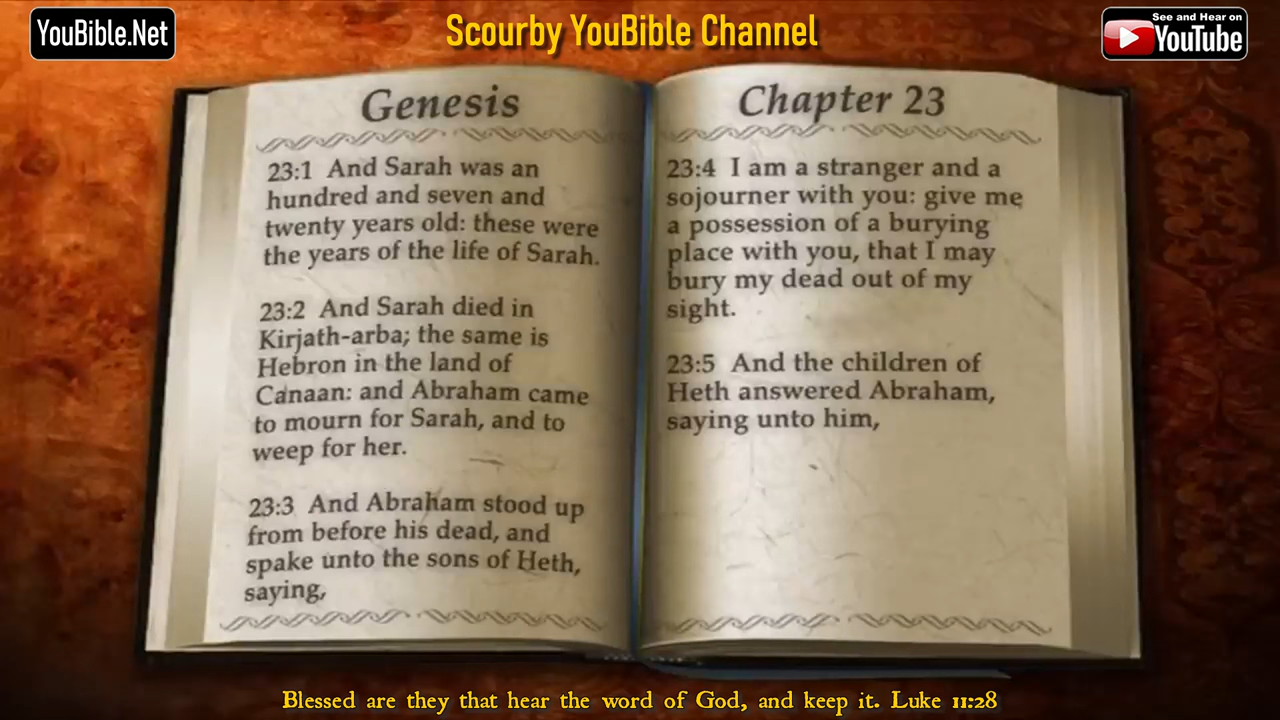 YouBible.Net
Scourby YouBible Channel
See and Hear on
YouTube
Genesis
23:1 And Sarah was an
hundred and seven and
twenty years old: these were
the years of the life of Sarah.
23:2 And Sarah died in
Kirjath-arba; the same is
Hebron in the land of
Canaan: and Abraham came
to mourn for Sarah, and to
weep for her.
23:3 And Abraham stood up
from before his dead, and
spake unto the sons of Heth,
saying,
Chapter 23
23:4 I am a stranger and a
sojourner with you: give me
a possession of a burying
place with you, that I may
bury my dead out of my
sight.
23:5 And the children of
Heth answered Abraham,
saying unto him,
Blessed are they that hear the word of God, and keep it. Luke 11:28